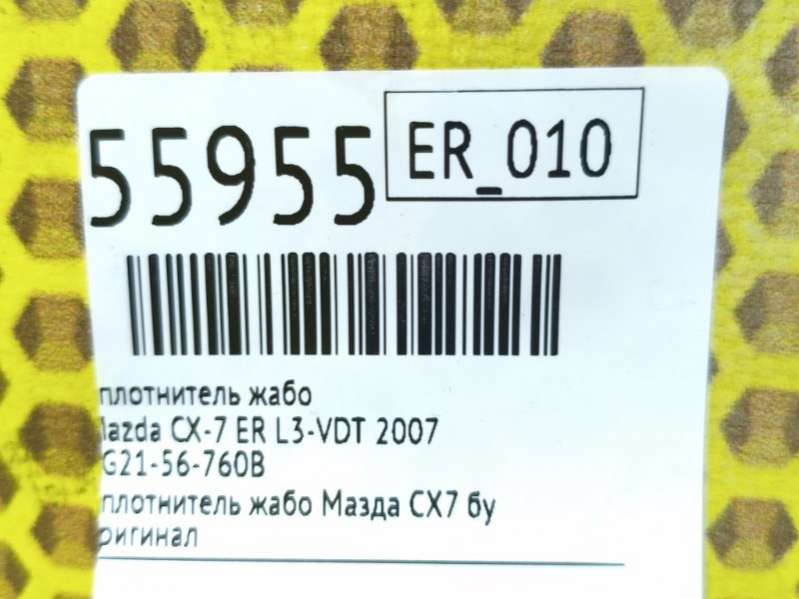 55955
ER_010
плотнитель жабо
Mazda CX-7 ER L3-VDT 2007
G21-56-760B
плотнитель жабо Мазда СХ7 бу
ригинал